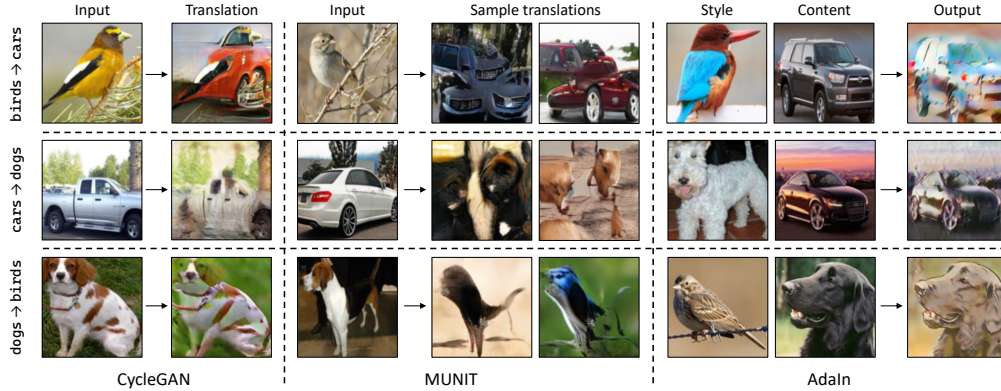 Input Translation Input Sample translations Style Content Output
birds → cars
cars → dogs
dogs → birds
CycleGAN MUNIT AdaIn